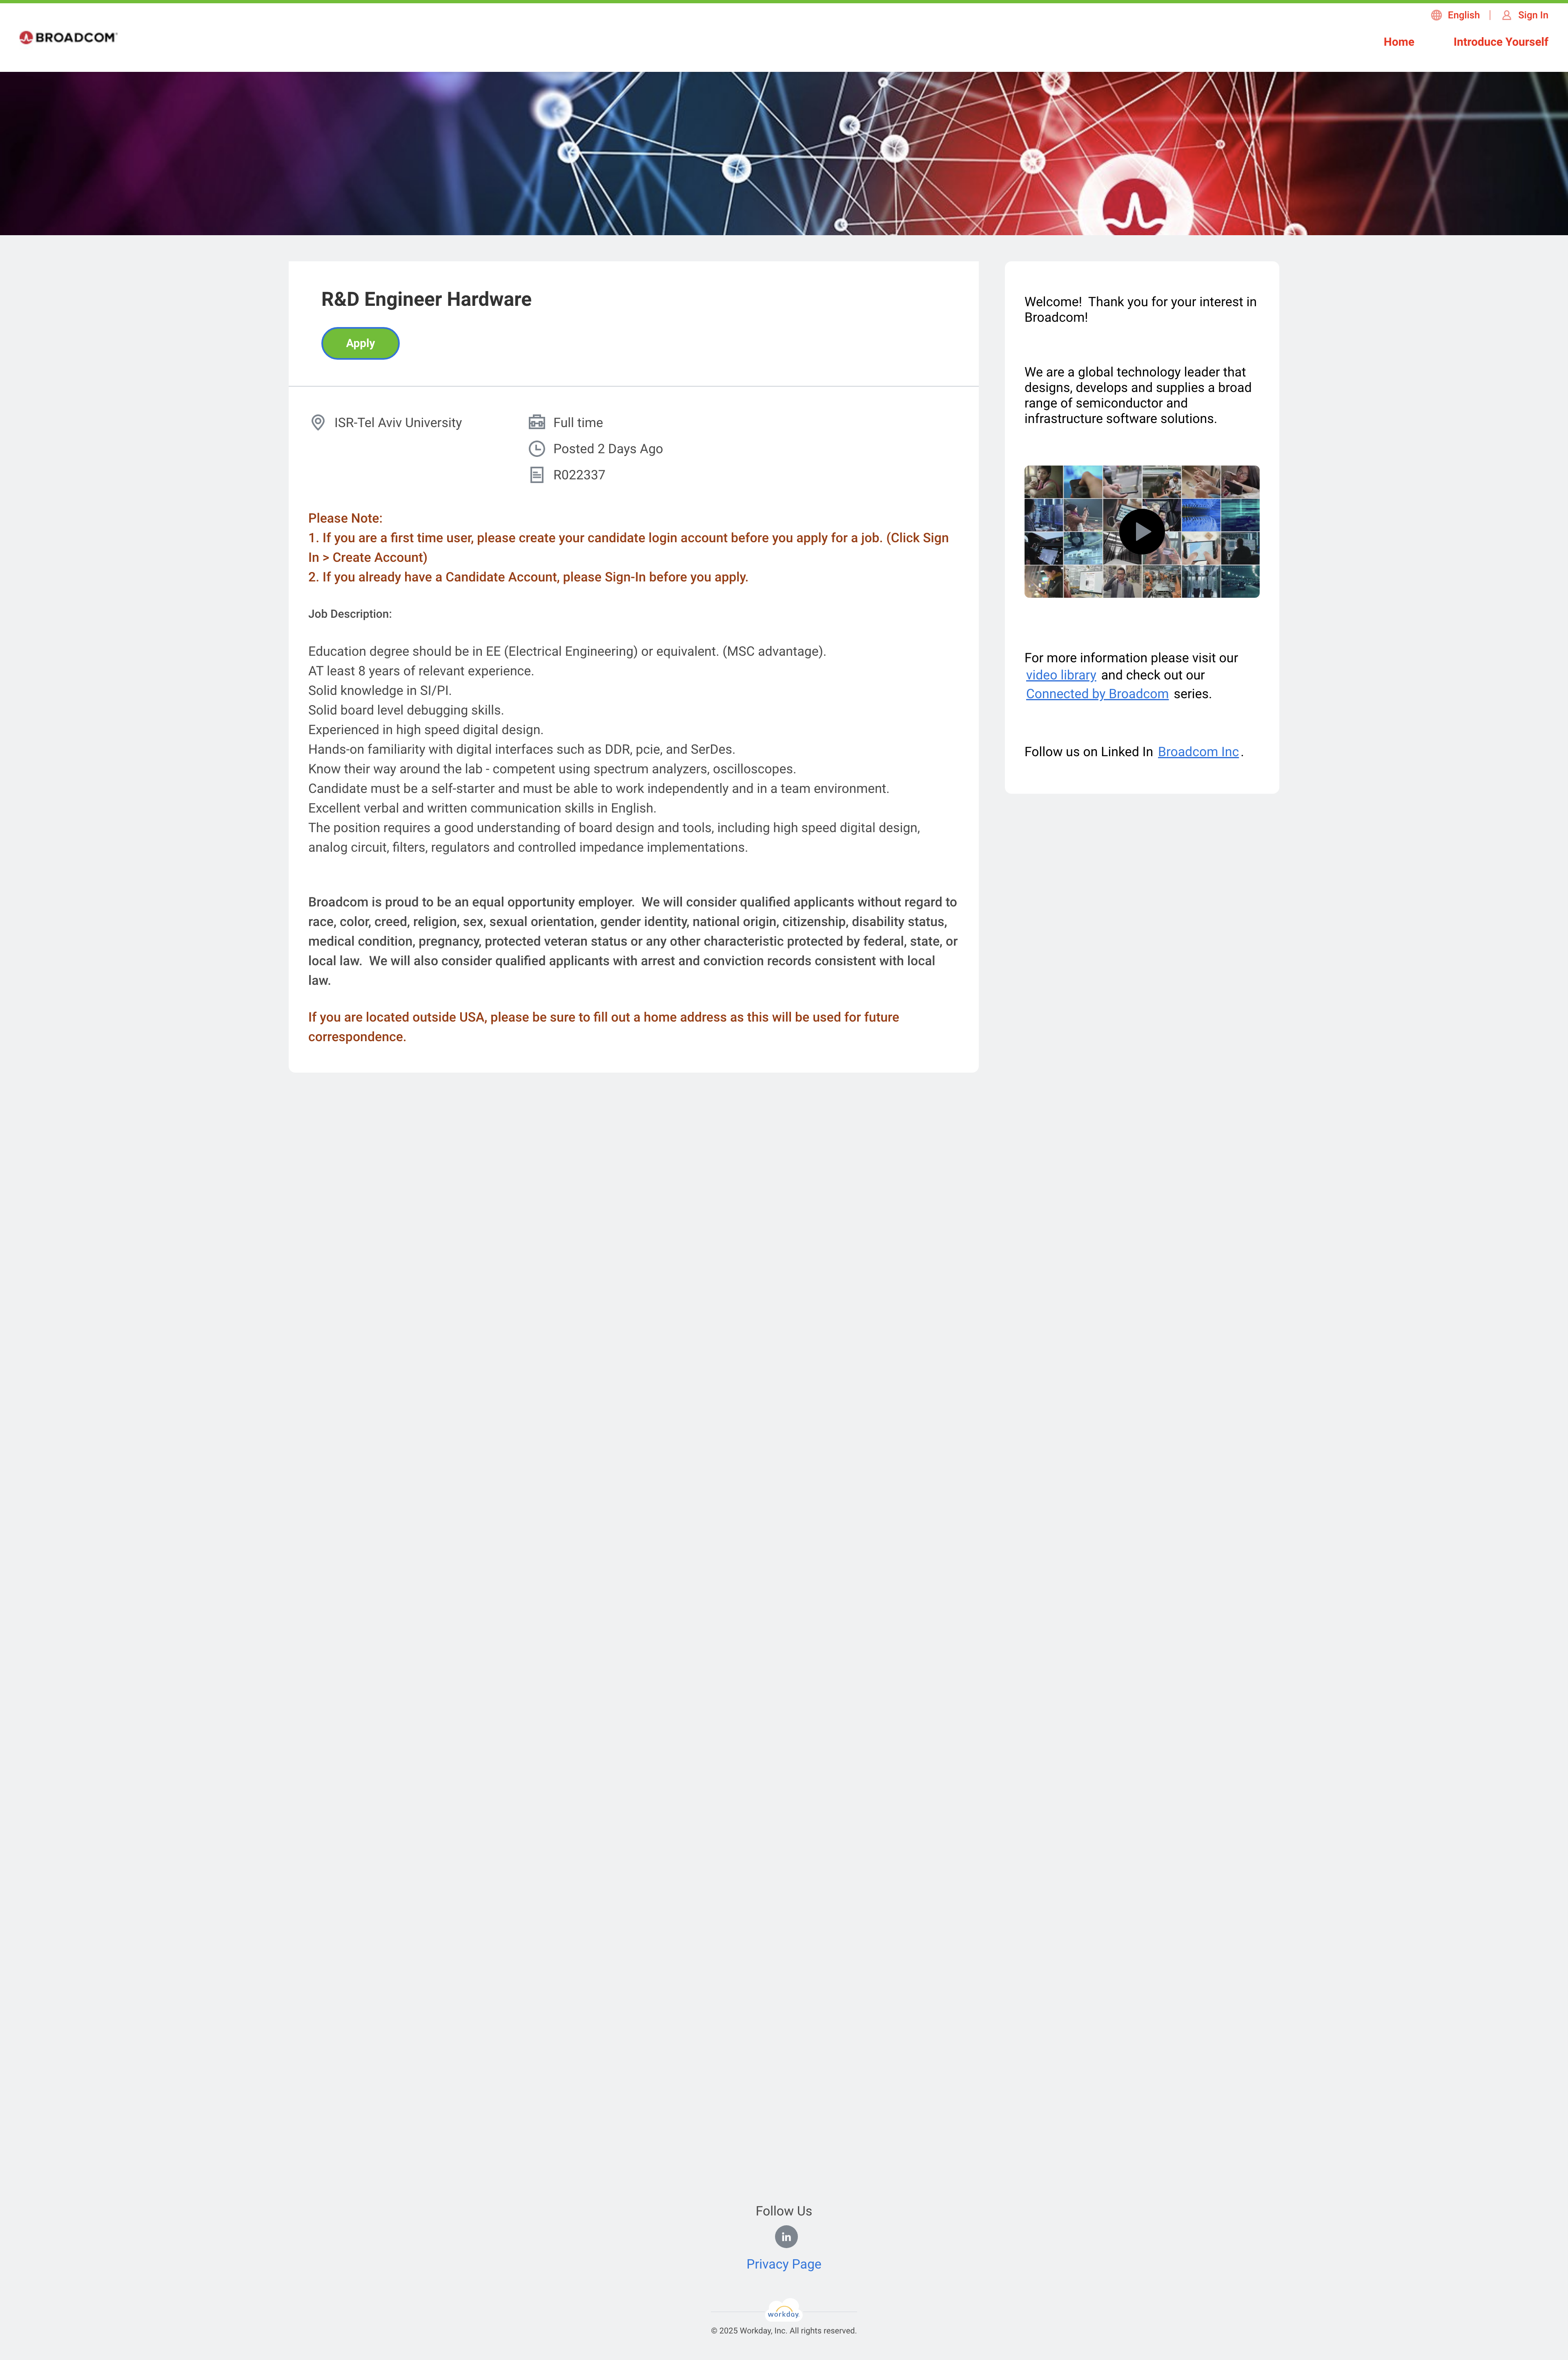 English | Sign In
BROADCOM
Home Introduce Yourself
R&D Engineer Hardware
Apply
ISR-Tel Aviv University
Full time
Posted 2 Days Ago
R022337
Please Note:
1. If you are a first time user, please create your candidate login account before you apply for a job. (Click Sign
In > Create Account)
2. If you already have a Candidate Account, please Sign-In before you apply.
Job Description:
Education degree should be in EE (Electrical Engineering) or equivalent. (MSC advantage).
AT least 8 years of relevant experience.
Solid knowledge in SI/PI.
Solid board level debugging skills.
Experienced in high speed digital design.
Hands-on familiarity with digital interfaces such as DDR, pcie, and SerDes.
Know their way around the lab - competent using spectrum analyzers, oscilloscopes.
Candidate must be a self-starter and must be able to work independently and in a team environment.
Excellent verbal and written communication skills in English.
The position requires a good understanding of board design and tools, including high speed digital design,
analog circuit, filters, regulators and controlled impedance implementations.
Broadcom is proud to be an equal opportunity employer.  We will consider qualified applicants without regard to
race, color, creed, religion, sex, sexual orientation, gender identity, national origin, citizenship, disability status,
medical condition, pregnancy, protected veteran status or any other characteristic protected by federal, state, or
local law.  We will also consider qualified applicants with arrest and conviction records consistent with local
law.
If you are located outside USA, please be sure to fill out a home address as this will be used for future
correspondence.
Welcome!  Thank you for your interest in
Broadcom!
We are a global technology leader that
designs, develops and supplies a broad
range of semiconductor and
infrastructure software solutions.
For more information please visit our
video library and check out our
Connected by Broadcom series.
Follow us on Linked In Broadcom Inc.
Follow Us
in
Privacy Page
workday
© 2025 Workday, Inc. All rights reserved.